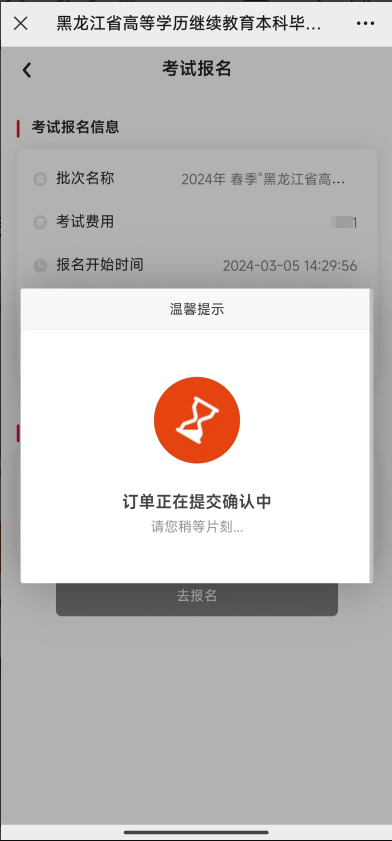 黑龙江省高等学历继续教育本科毕...
考试报名
考试报名信息
批次名称 2024年 春季"黑龙江省高...
考试费用 1
报名开始时间 2024-03-05 14:29:56
温馨提示
订单正在提交确认中
请您稍等片刻...
去报名